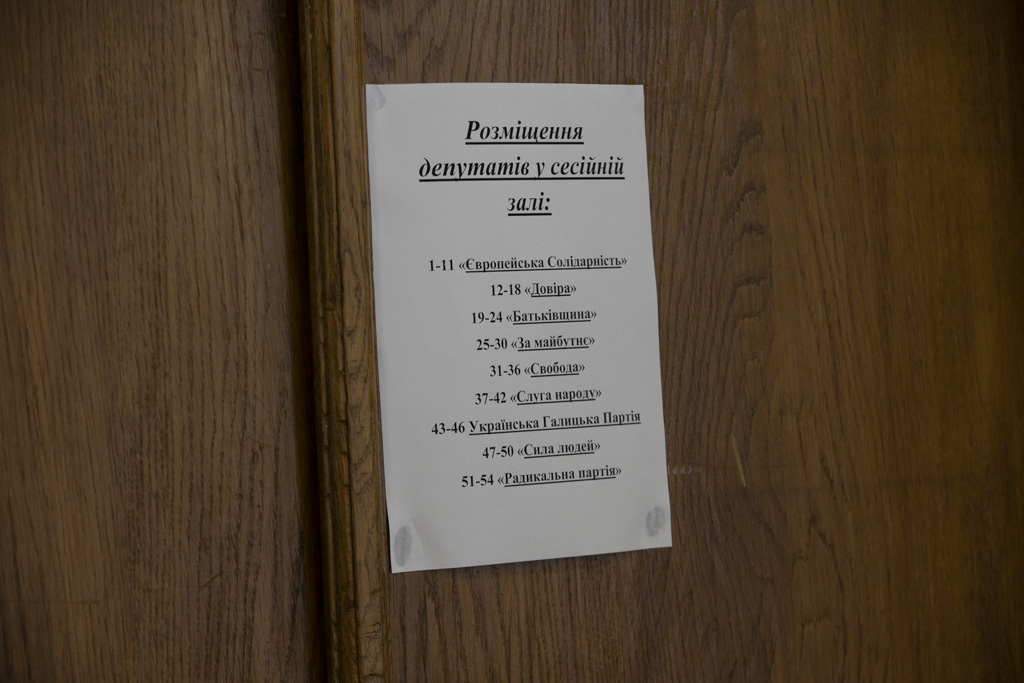 Розміщення
депутатів у сесійній
залі:
1-11 «Європейська Солідарність»
12-18 «Довіра»
19-24 «Батьківщина»
25-30 «За майбутнє»
31-36 «Свобода»
37-42 «Слуга народу»
43-46 Українська Галицька Партія
47-50 «Сила людей»
51-54 «Радикальна партія»